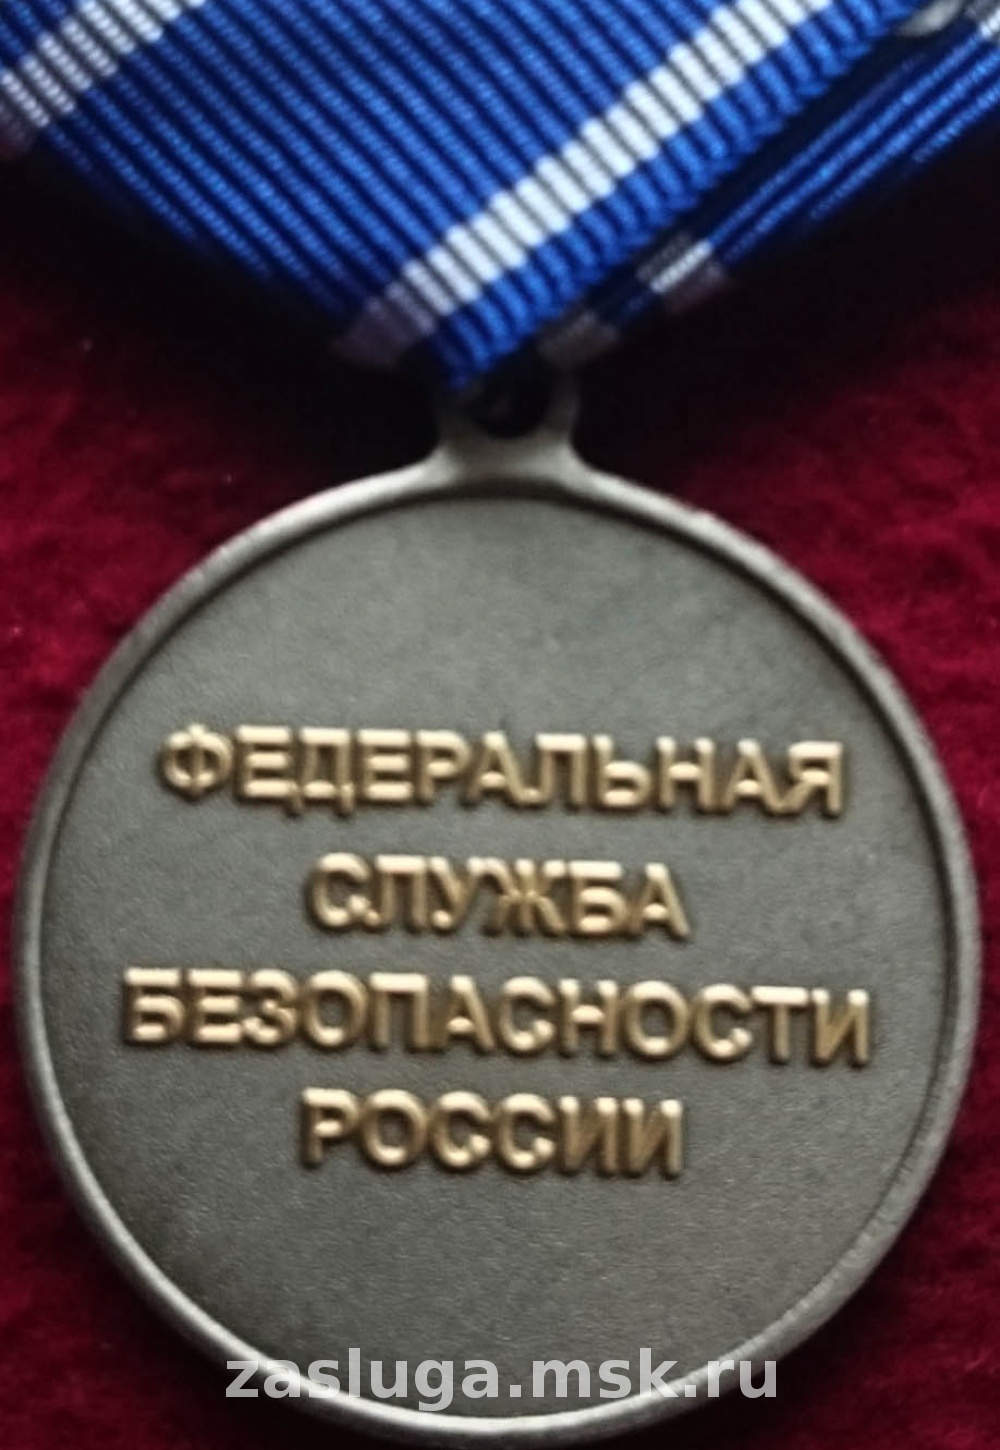 ФЕДЕРАЛЬНАЯ
СЛУЖБА
БЕЗОПАСНОСТИ
РОССИИ
zasluga.msk.ru